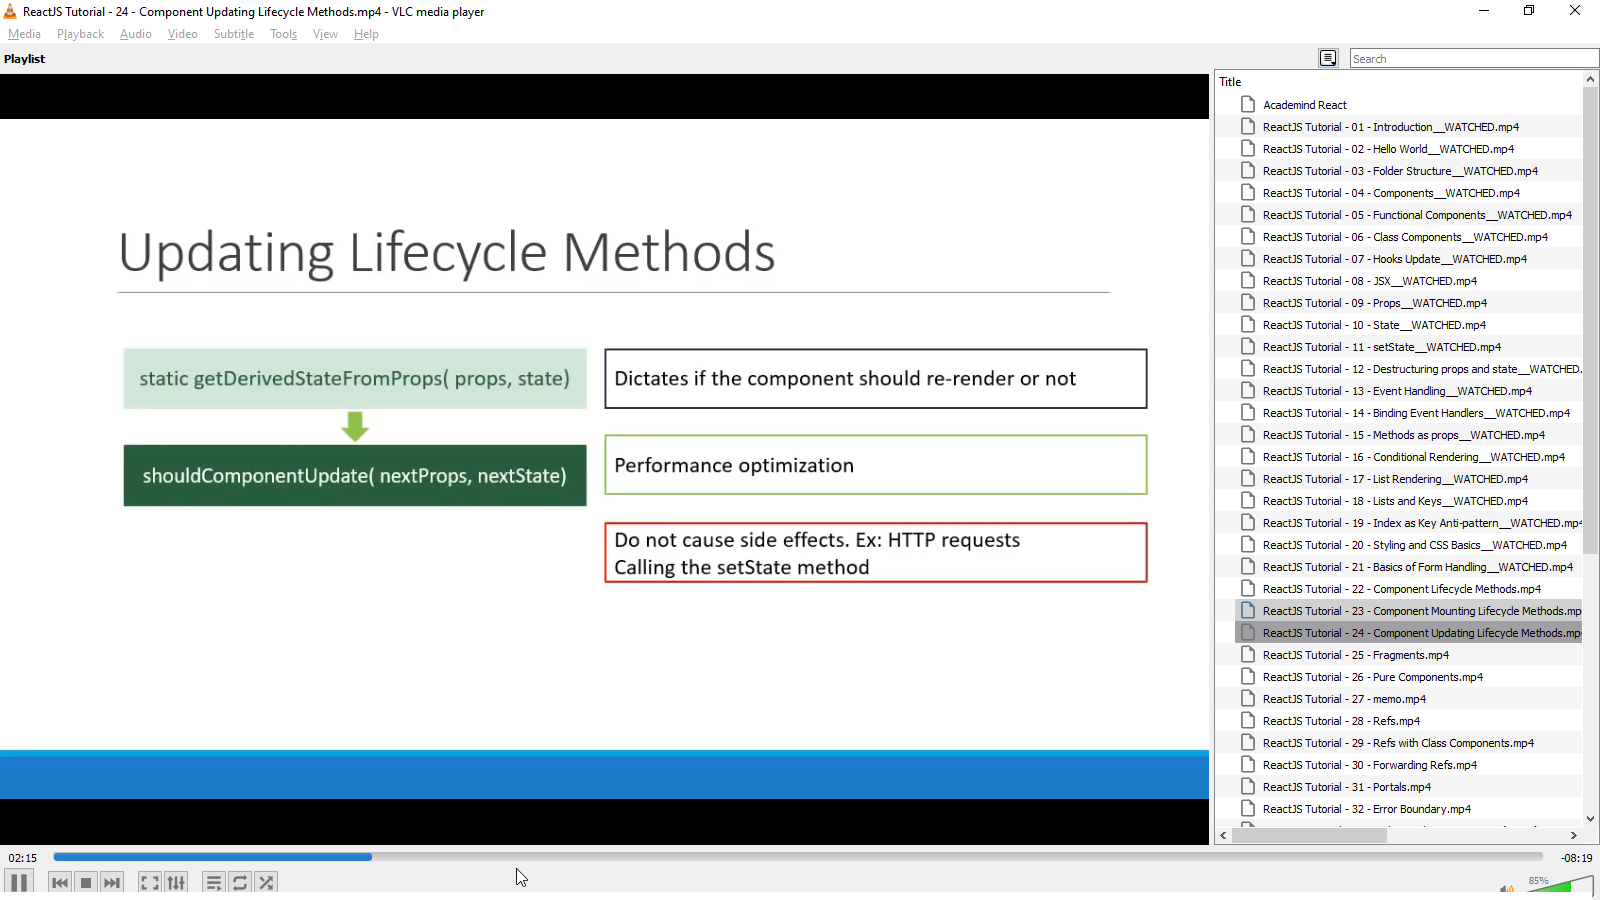 ReactJS Tutorial - 24 - Component Updating Lifecycle Methods.mp4 - VLC media player
Media Playback Audio Video Subtitle Tools View Help
Playlist
Search
Updating Lifecycle Methods
static getDerivedStateFromProps( props, state)
Dictates if the component should re-render or not
shouldComponentUpdate( nextProps, nextState)
Performance optimization
Do not cause side effects. Ex: HTTP requests
Calling the setState method
Title
Academind React
ReactJS Tutorial - 01 - Introduction__WATCHED.mp4
ReactJS Tutorial - 02 - Hello World__WATCHED.mp4
ReactJS Tutorial - 03 - Folder Structure__WATCHED.mp4
ReactJS Tutorial - 04 - Components__WATCHED.mp4
ReactJS Tutorial - 05 - Functional Components__WATCHED.mp4
ReactJS Tutorial - 06 - Class Components__WATCHED.mp4
ReactJS Tutorial - 07 - Hooks Update__WATCHED.mp4
ReactJS Tutorial - 08 - JSX__WATCHED.mp4
ReactJS Tutorial - 09 - Props__WATCHED.mp4
ReactJS Tutorial - 10 - State__WATCHED.mp4
ReactJS Tutorial - 11 - setState__WATCHED.mp4
ReactJS Tutorial - 12 - Destructuring props and state__WATCHED.
ReactJS Tutorial - 13 - Event Handling__WATCHED.mp4
ReactJS Tutorial - 14 - Binding Event Handlers__WATCHED.mp4
ReactJS Tutorial - 15 - Methods as props__WATCHED.mp4
ReactJS Tutorial - 16 - Conditional Rendering__WATCHED.mp4
ReactJS Tutorial - 17 - List Rendering__WATCHED.mp4
ReactJS Tutorial - 18 - Lists and Keys__WATCHED.mp4
ReactJS Tutorial - 19 - Index as Key Anti-pattern__WATCHED.mp4
ReactJS Tutorial - 20 - Styling and CSS Basics__WATCHED.mp4
ReactJS Tutorial - 21 - Basics of Form Handling__WATCHED.mp4
ReactJS Tutorial - 22 - Component Lifecycle Methods.mp4
ReactJS Tutorial - 23 - Component Mounting Lifecycle Methods.mp
ReactJS Tutorial - 24 - Component Updating Lifecycle Methods.mp
ReactJS Tutorial - 25 - Fragments.mp4
ReactJS Tutorial - 26 - Pure Components.mp4
ReactJS Tutorial - 27 - memo.mp4
ReactJS Tutorial - 28 - Refs.mp4
ReactJS Tutorial - 29 - Refs with Class Components.mp4
ReactJS Tutorial - 30 - Forwarding Refs.mp4
ReactJS Tutorial - 31 - Portals.mp4
ReactJS Tutorial - 32 - Error Boundary.mp4
02:15
-08:19
85%